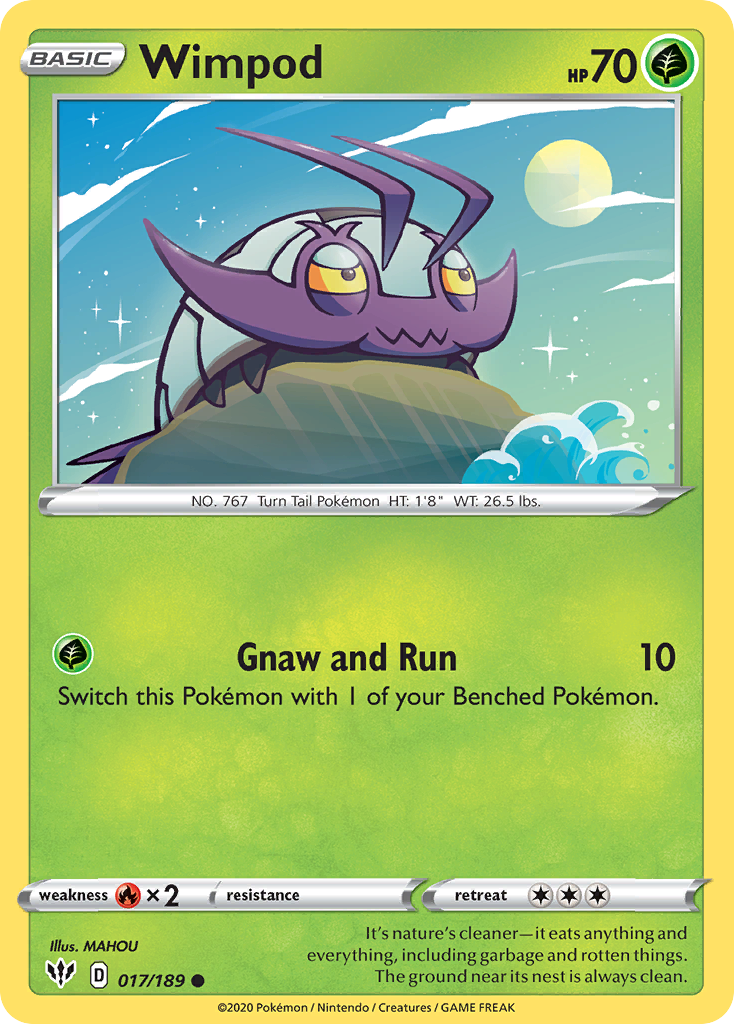 BASIC Wimpod HP 70
NO. 767 Turn Tail Pokémon HT: 1'8" WT: 26.5 lbs.
Gnaw and Run 10
Switch this Pokémon with 1 of your Benched Pokémon.
weakness ×2 resistance retreat
It's nature's cleaner—it eats anything and
everything, including garbage and rotten things.
The ground near its nest is always clean.
Illus. MAHOU
D 017/189
©2020 Pokémon / Nintendo / Creatures / GAME FREAK